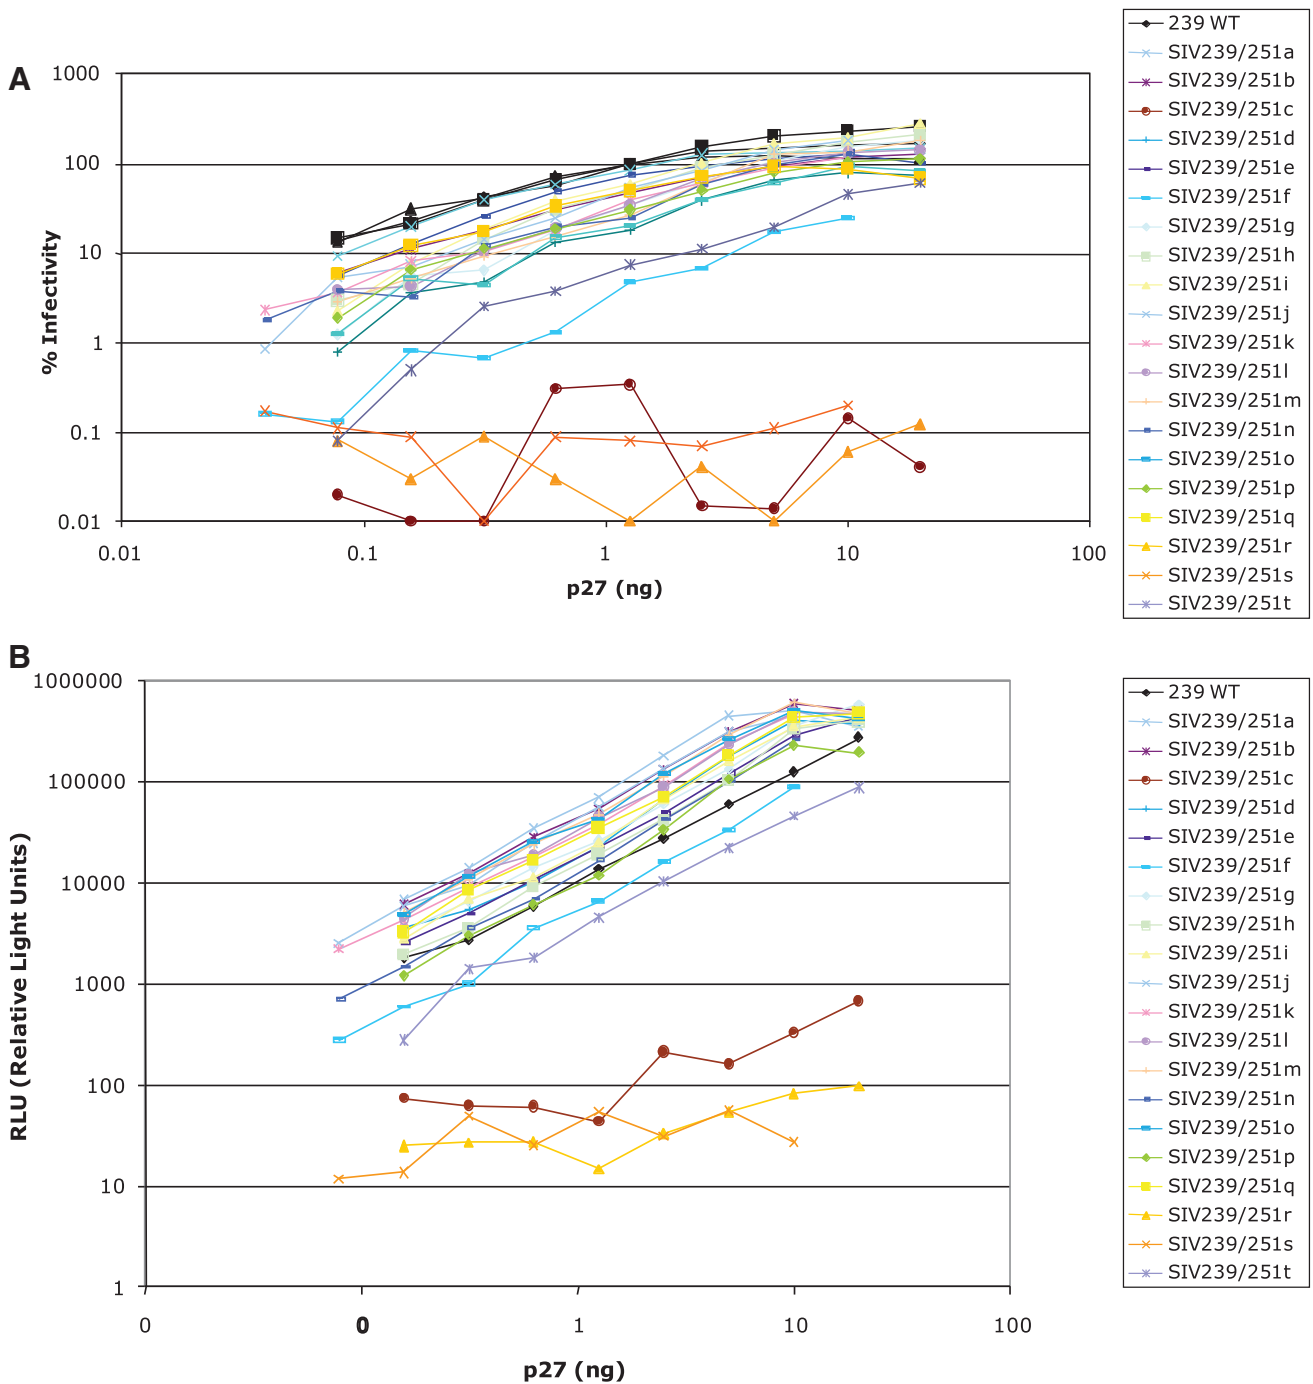 A
1000
100
10
1
0.1
0.01
% Infectivity
0.01 0.1 1 10 100
p27 (ng)
239 WT
SIV239/251a
SIV239/251b
SIV239/251c
SIV239/251d
SIV239/251e
SIV239/251f
SIV239/251g
SIV239/251h
SIV239/251i
SIV239/251j
SIV239/251k
SIV239/251l
SIV239/251m
SIV239/251n
SIV239/251o
SIV239/251p
SIV239/251q
SIV239/251r
SIV239/251s
SIV239/251t
B
1000000
100000
10000
1000
100
10
1
RLU (Relative Light Units)
0 0 1 10 100
p27 (ng)
239 WT
SIV239/251a
SIV239/251b
SIV239/251c
SIV239/251d
SIV239/251e
SIV239/251f
SIV239/251g
SIV239/251h
SIV239/251i
SIV239/251j
SIV239/251k
SIV239/251l
SIV239/251m
SIV239/251n
SIV239/251o
SIV239/251p
SIV239/251q
SIV239/251r
SIV239/251s
SIV239/251t